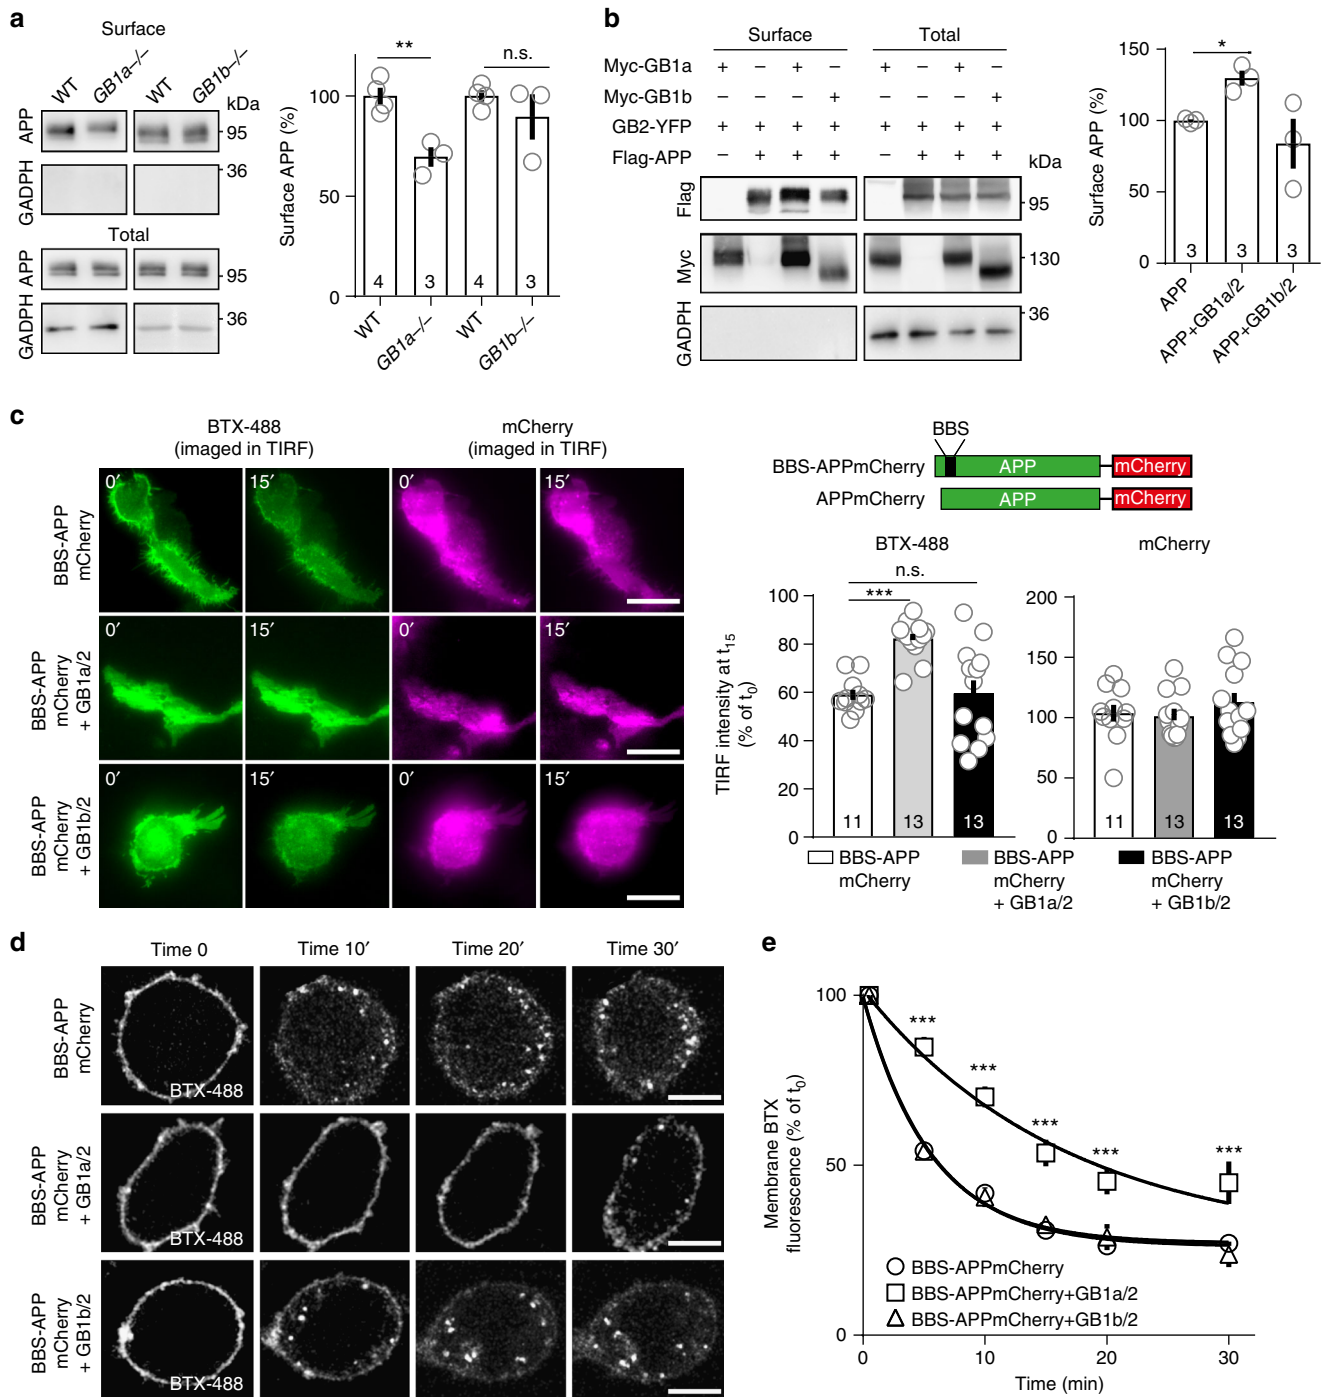 a
Surface
WT
GB1a–/–
WT
GB1b–/–
kDa
APP
95
GADPH
36
Total
APP
95
GADPH
36
Surface APP (%)
100
50
0
**
n.s.
4
3
4
3
WT
GB1a–/–
WT
GB1b–/–
b
Surface
Total
Myc-GB1a + – + – + – + –
Myc-GB1b – – – + – – – +
GB2-YFP + + + + + + + +
Flag-APP – + + + – + + +
kDa
Flag
95
Myc
130
GADPH
36
Surface APP (%)
150
100
50
0
*
3
3
3
APP
APP+GB1a/2
APP+GB1b/2
c
BTX-488
(imaged in TIRF)
mCherry
(imaged in TIRF)
BBS-APP
mCherry
0′
15′
0′
15′
BBS-APP
mCherry
+ GB1a/2
0′
15′
0′
15′
BBS-APP
mCherry
+ GB1b/2
0′
15′
0′
15′
BBS
BBS-APPmCherry
APP
mCherry
APPmCherry
APP
mCherry
BTX-488
n.s.
***
TIRF intensity at t15
(% of t0)
100
80
60
40
20
0
11
13
13
mCherry
200
150
100
50
0
11
13
13
BBS-APP
mCherry
BBS-APP
mCherry
+ GB1a/2
BBS-APP
mCherry
+ GB1b/2
d
Time 0
Time 10′
Time 20′
Time 30′
BBS-APP
mCherry
BTX-488
BBS-APP
mCherry
+ GB1a/2
BTX-488
BBS-APP
mCherry
+ GB1b/2
BTX-488
e
Membrane BTX
fluorescence (% of t0)
100
50
0
***
***
***
***
***
BBS-APPmCherry
BBS-APPmCherry+GB1a/2
BBS-APPmCherry+GB1b/2
0
10
20
30
Time (min)